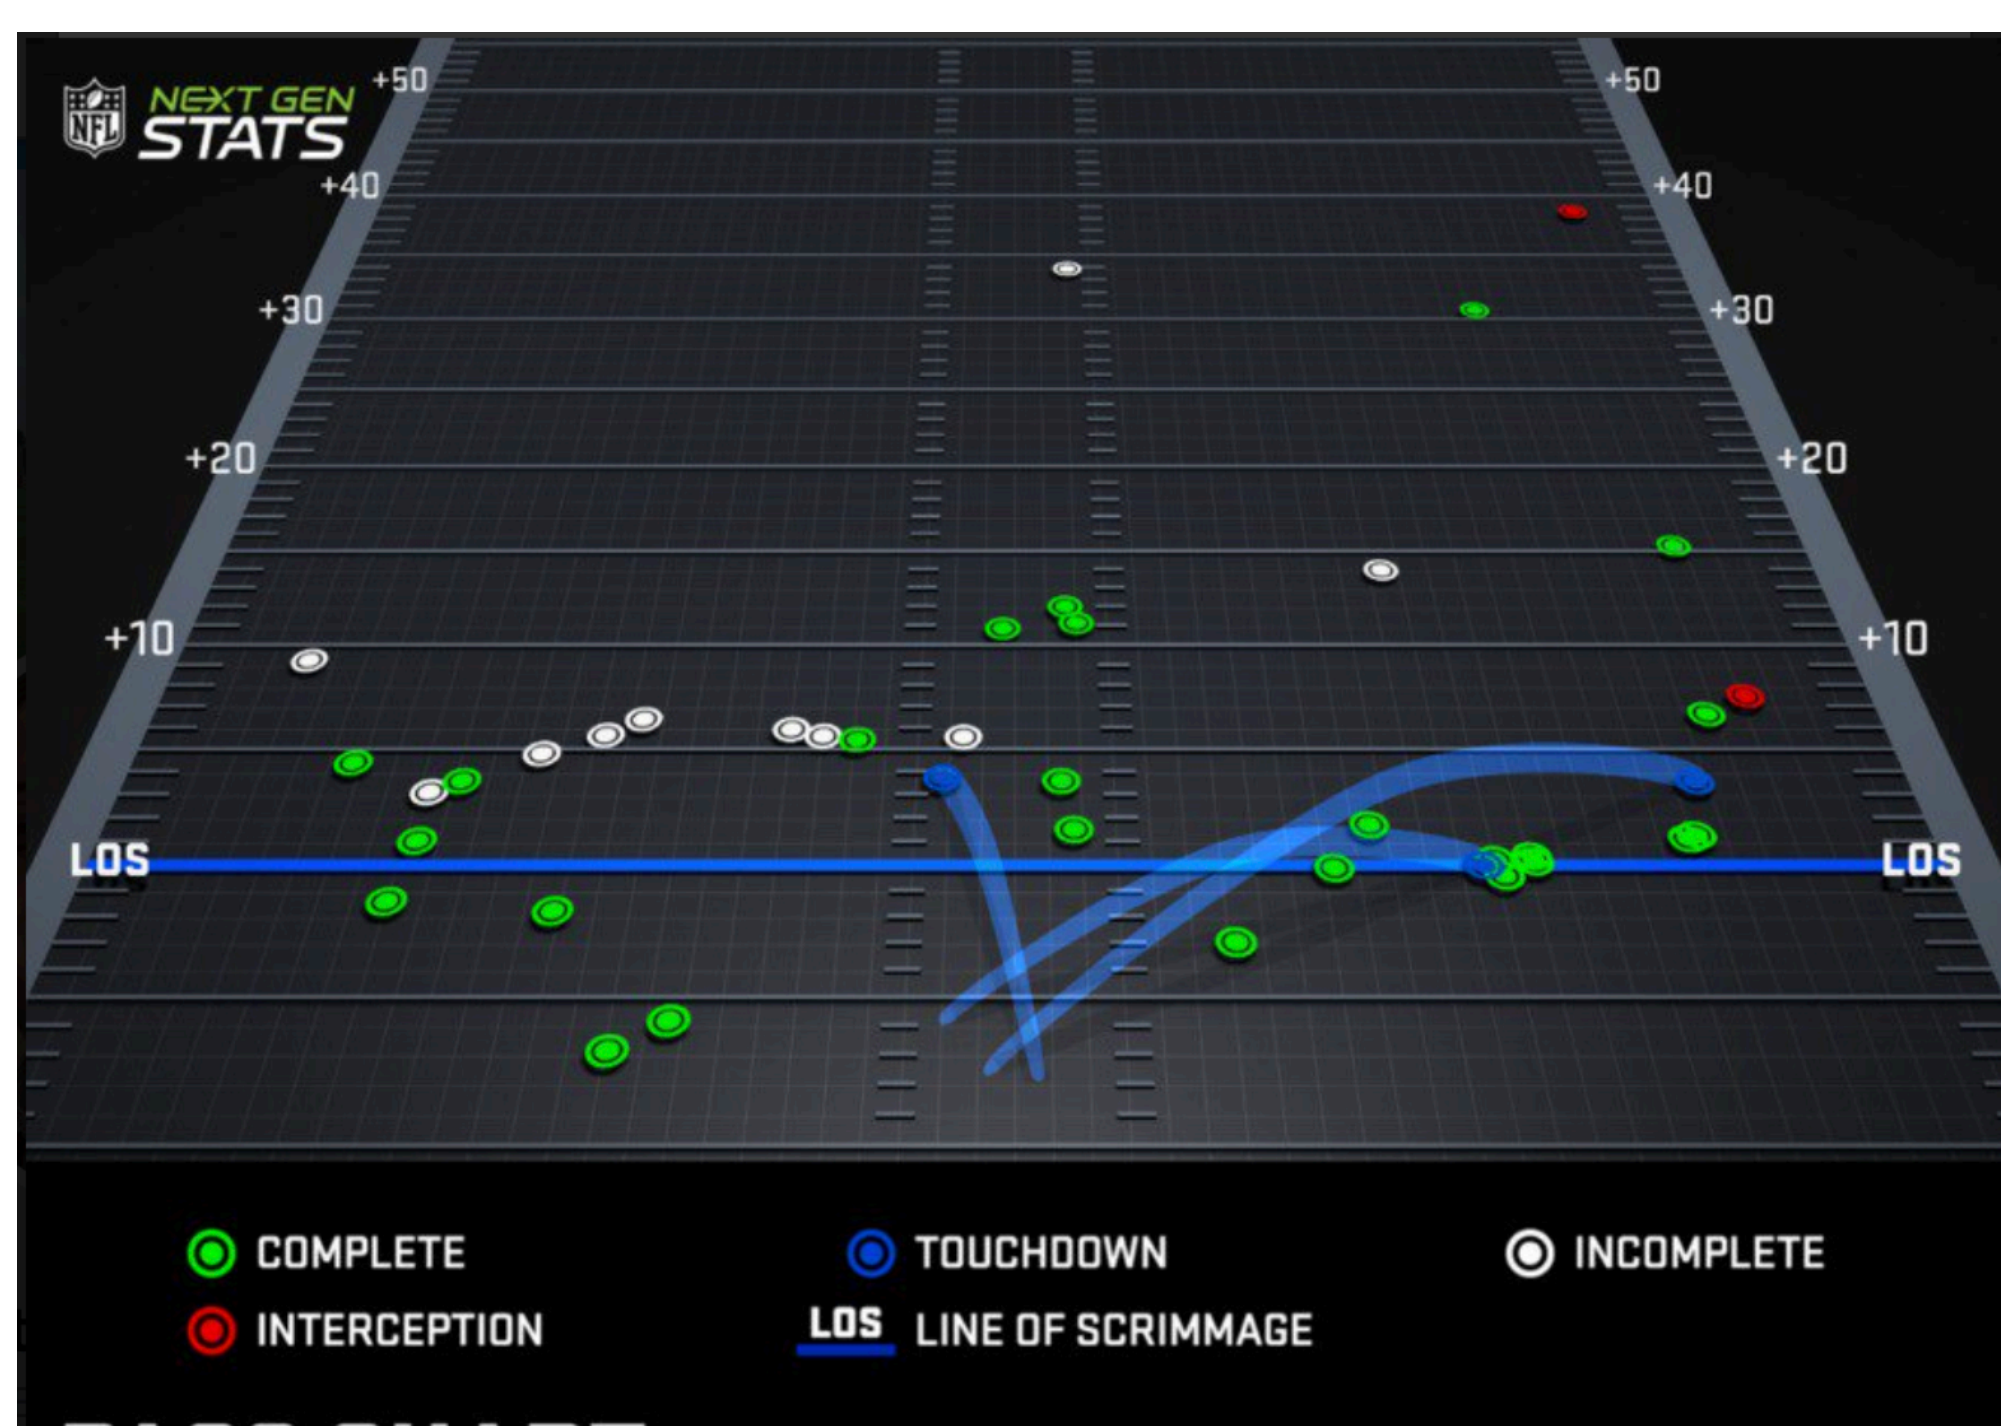 NFL
NEXT GEN
STATS
+50 +50
+40 +40
+30 +30
+20 +20
+10 +10
LOS LOS
COMPLETE TOUCHDOWN INCOMPLETE
INTERCEPTION LOS LINE OF SCRIMMAGE